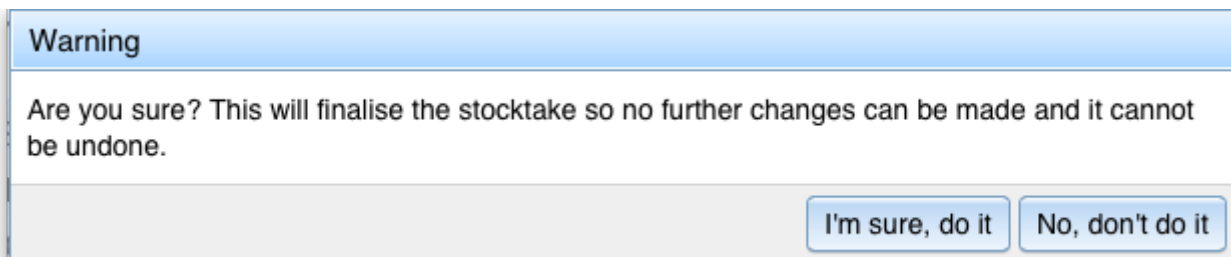 Warning
Are you sure? This will finalise the stocktake so no further changes can be made and it cannot
be undone.
I'm sure, do it No, don't do it